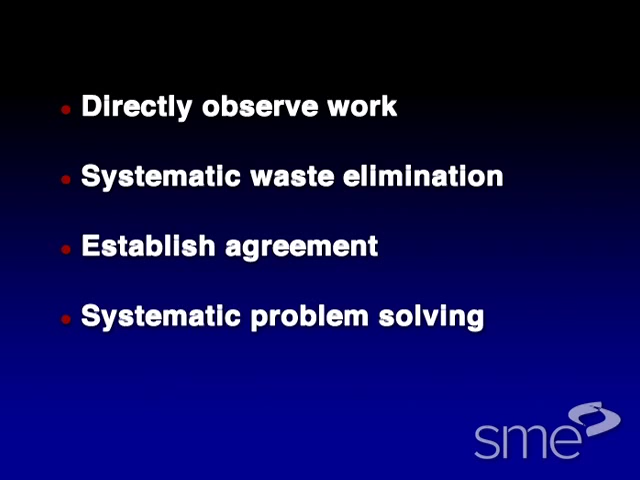 Directly observe work
Systematic waste elimination
Establish agreement
Systematic problem solving
sme